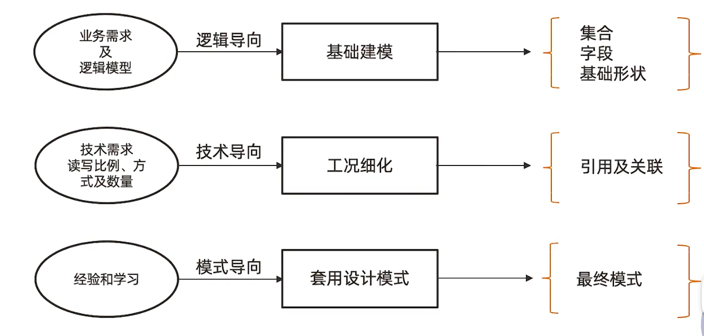 业务需求
及
逻辑模型
逻辑导向
基础建模
集合
字段
基础形状
技术需求
读写比例、方
式及数量
技术导向
工况细化
引用及关联
经验和学习
模式导向
套用设计模式
最终模式